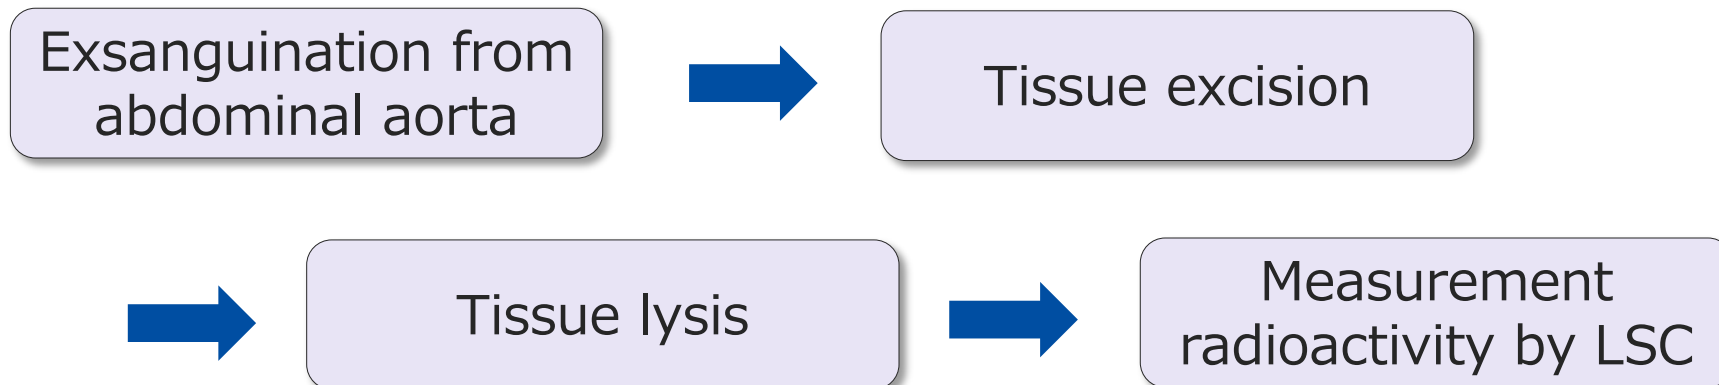 Exsanguination from
abdominal aorta
Tissue excision
Tissue lysis
Measurement
radioactivity by LSC